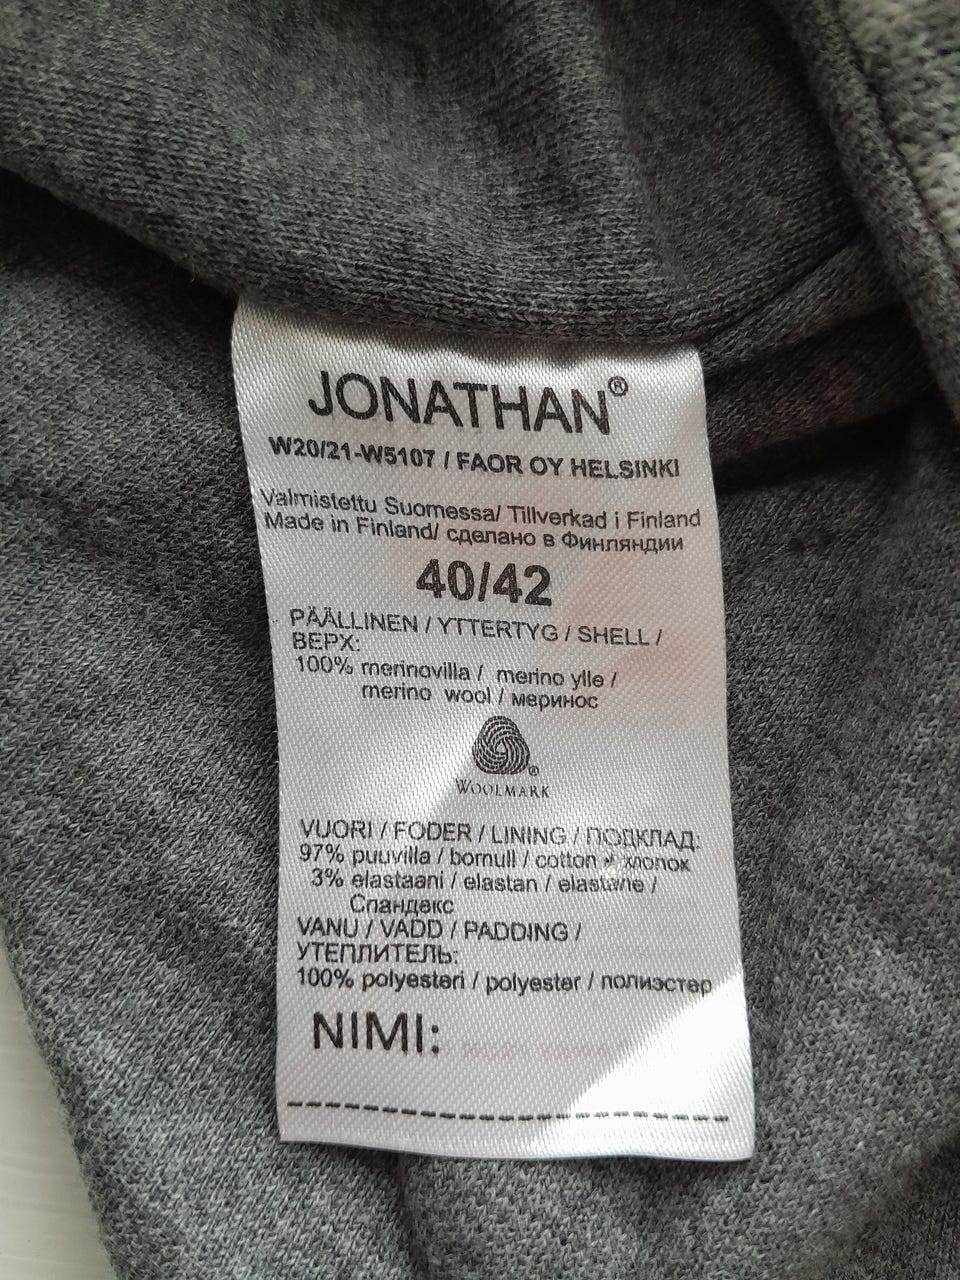 JONATHAN®
W20/21-W5107 / FAOR OY HELSINKI
Valmistettu Suomessa/ Tillverkad i Finland
Made in Finland/ сделано в Финляндии
40/42
PÄÄLLINEN / YTTERTYG / SHELL /
ВЕРХ:
100% merinovilla / merino ylle /
merino wool / меринос
®
WOOLMARK
VUORI / FODER / LINING / ПОДКЛАД:
97% puuvilla / bomull / cotton / хлопок
3% elastaani / elastan / elastane /
Спандекс
VANU / VADD / PADDING /
УТЕПЛИТЕЛЬ:
100% polyesteri / polyester / полиэстер
NIMI: